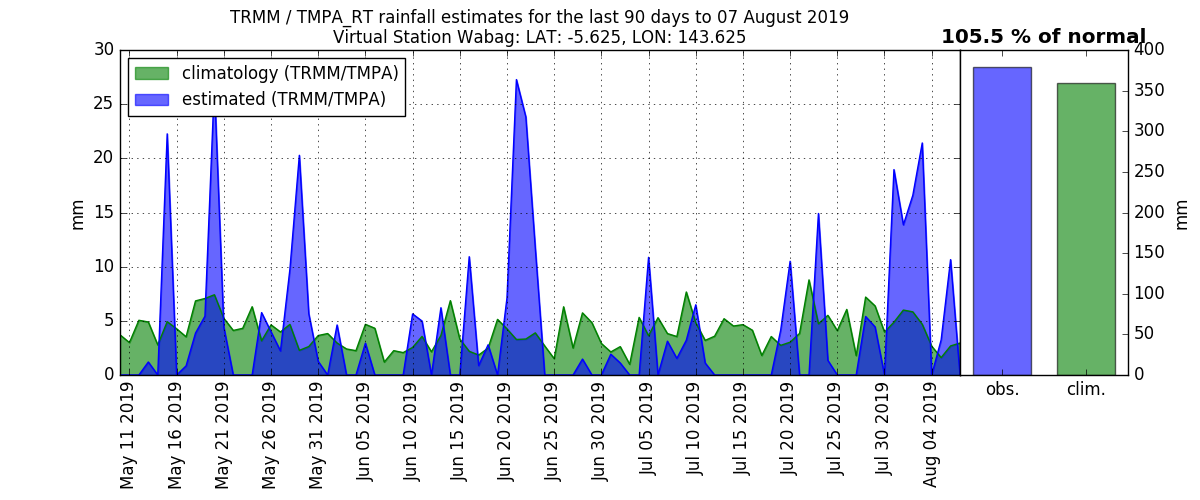 TRMM / TMPA_RT rainfall estimates for the last 90 days to 07 August 2019
Virtual Station Wabag: LAT: -5.625, LON: 143.625
105.5 % of normal
climatology (TRMM/TMPA)
estimated (TRMM/TMPA)
30
25
20
15
10
5
0
mm
May 11 2019
May 16 2019
May 21 2019
May 26 2019
May 31 2019
Jun 05 2019
Jun 10 2019
Jun 15 2019
Jun 20 2019
Jun 25 2019
Jun 30 2019
Jul 05 2019
Jul 10 2019
Jul 15 2019
Jul 20 2019
Jul 25 2019
Jul 30 2019
Aug 04 2019
obs.
clim.
400
350
300
250
200
150
100
50
0
mm